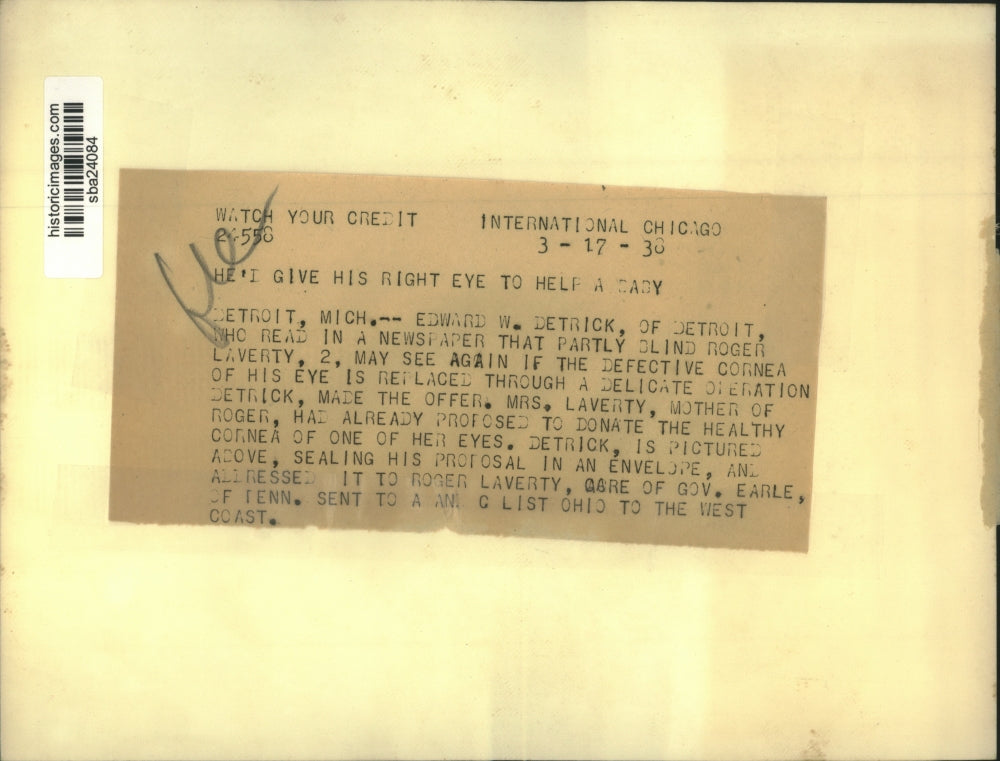 historicimages.com
sba24084
WATCH YOUR CREDIT INTERNATIONAL CHICAGO
24558
3 - 17 - 38
HE'D GIVE HIS RIGHT EYE TO HELP A BABY
DETROIT, MICH.-- EDWARD W. DETRICK, OF DETROIT,
WHO READ IN A NEWSPAPER THAT PARTLY BLIND ROGER
LAVERTY, 2, MAY SEE AGAIN IF THE DEFECTIVE CORNEA
OF HIS EYE IS REPLACED THROUGH A DELICATE OPERATION
DETRICK, MADE THE OFFER. MRS. LAVERTY, MOTHER OF
ROGER, HAD ALREADY PROPOSED TO DONATE THE HEALTHY
CORNEA OF ONE OF HER EYES. DETRICK, IS PICTURED
ABOVE, SEALING HIS PROPOSAL IN AN ENVELOPE, AND
ADDRESSED IT TO ROGER LAVERTY, CARE OF GOV. EARLE,
OF PENN. SENT TO A AND C LIST OHIO TO THE WEST
COAST.